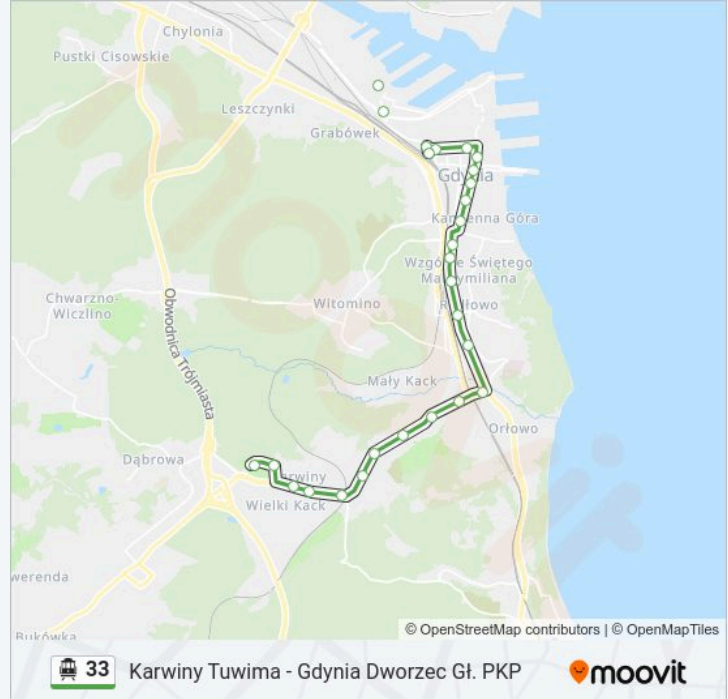 Chylonia
Pustki Cisowskie
Leszczynki
Grabówek
Gdynia
Kamienna Góra
Wzgórze Świętego
Maksymiliana
Chwarzno-
Wiczlino
Witomino
Redłowo
Obwodnica Trójmiasta
Mały Kack
Orłowo
Dąbrowa
Karwiny
Wielki Kack
werenda
Bukówka
© OpenStreetMap contributors | © OpenMapTiles
33 Karwiny Tuwima - Gdynia Dworzec Gł. PKP moovit